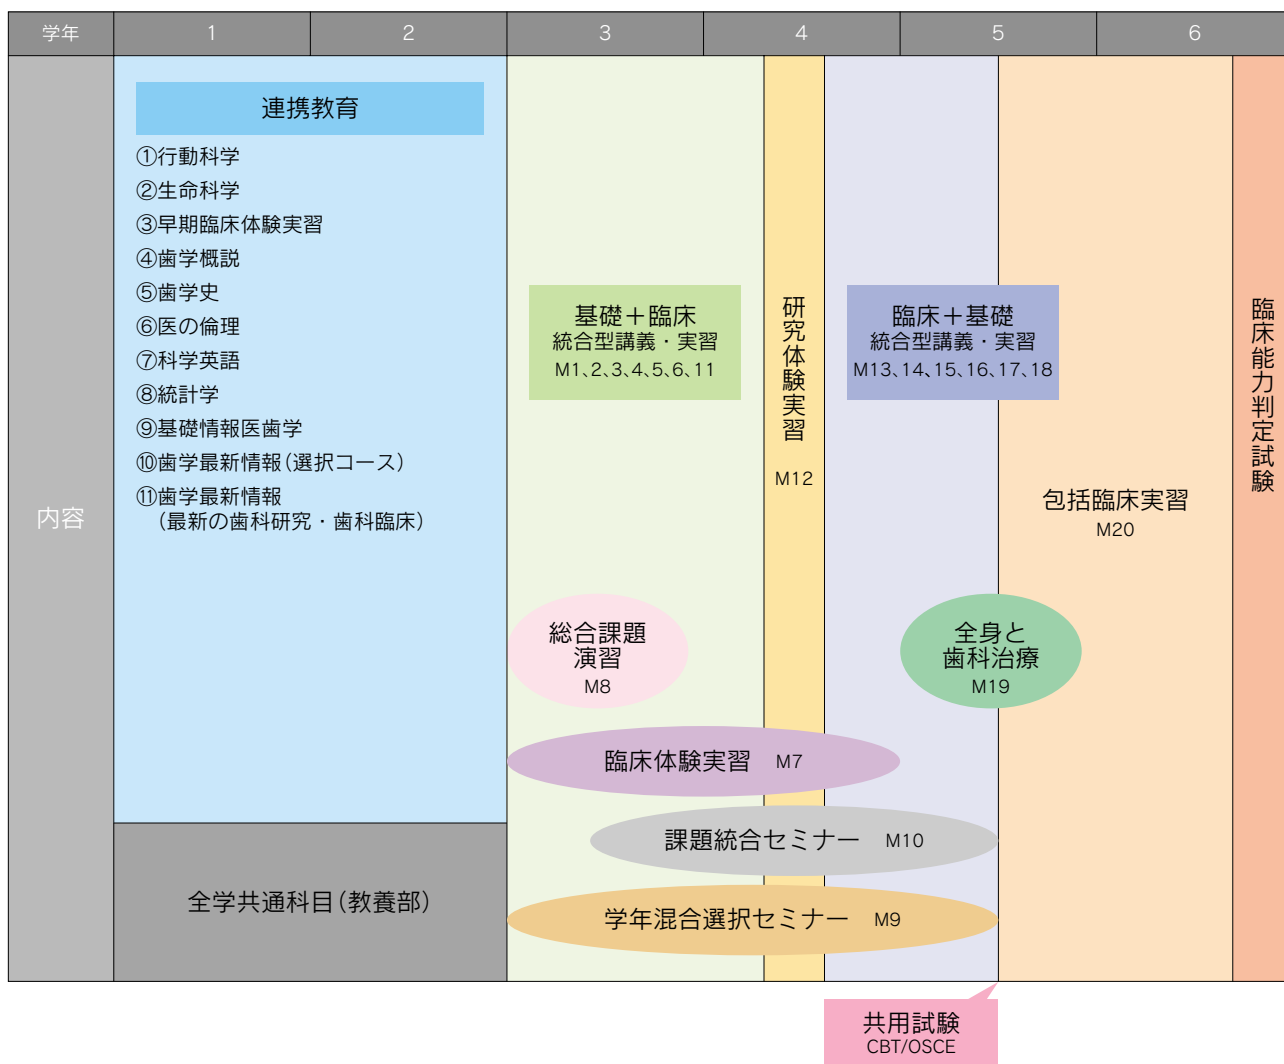 学年 1 2 3 4 5 6
内容
連携教育
①行動科学
②生命科学
③早期臨床体験実習
④歯学概説
⑤歯学史
⑥医の倫理
⑦科学英語
⑧統計学
⑨基礎情報医歯学
⑩歯学最新情報(選択コース)
⑪歯学最新情報
(最新の歯科研究・歯科臨床)
全学共通科目(教養部)
基礎+臨床
統合型講義・実習
M1、2、3、4、5、6、11
研究体験実習
M12
臨床+基礎
統合型講義・実習
M13、14、15、16、17、18
包括臨床実習
M20
臨床能力判定試験
総合課題
演習
M8
全身と
歯科治療
M19
臨床体験実習 M7
課題統合セミナー M10
学年混合選択セミナー M9
共用試験
CBT/OSCE